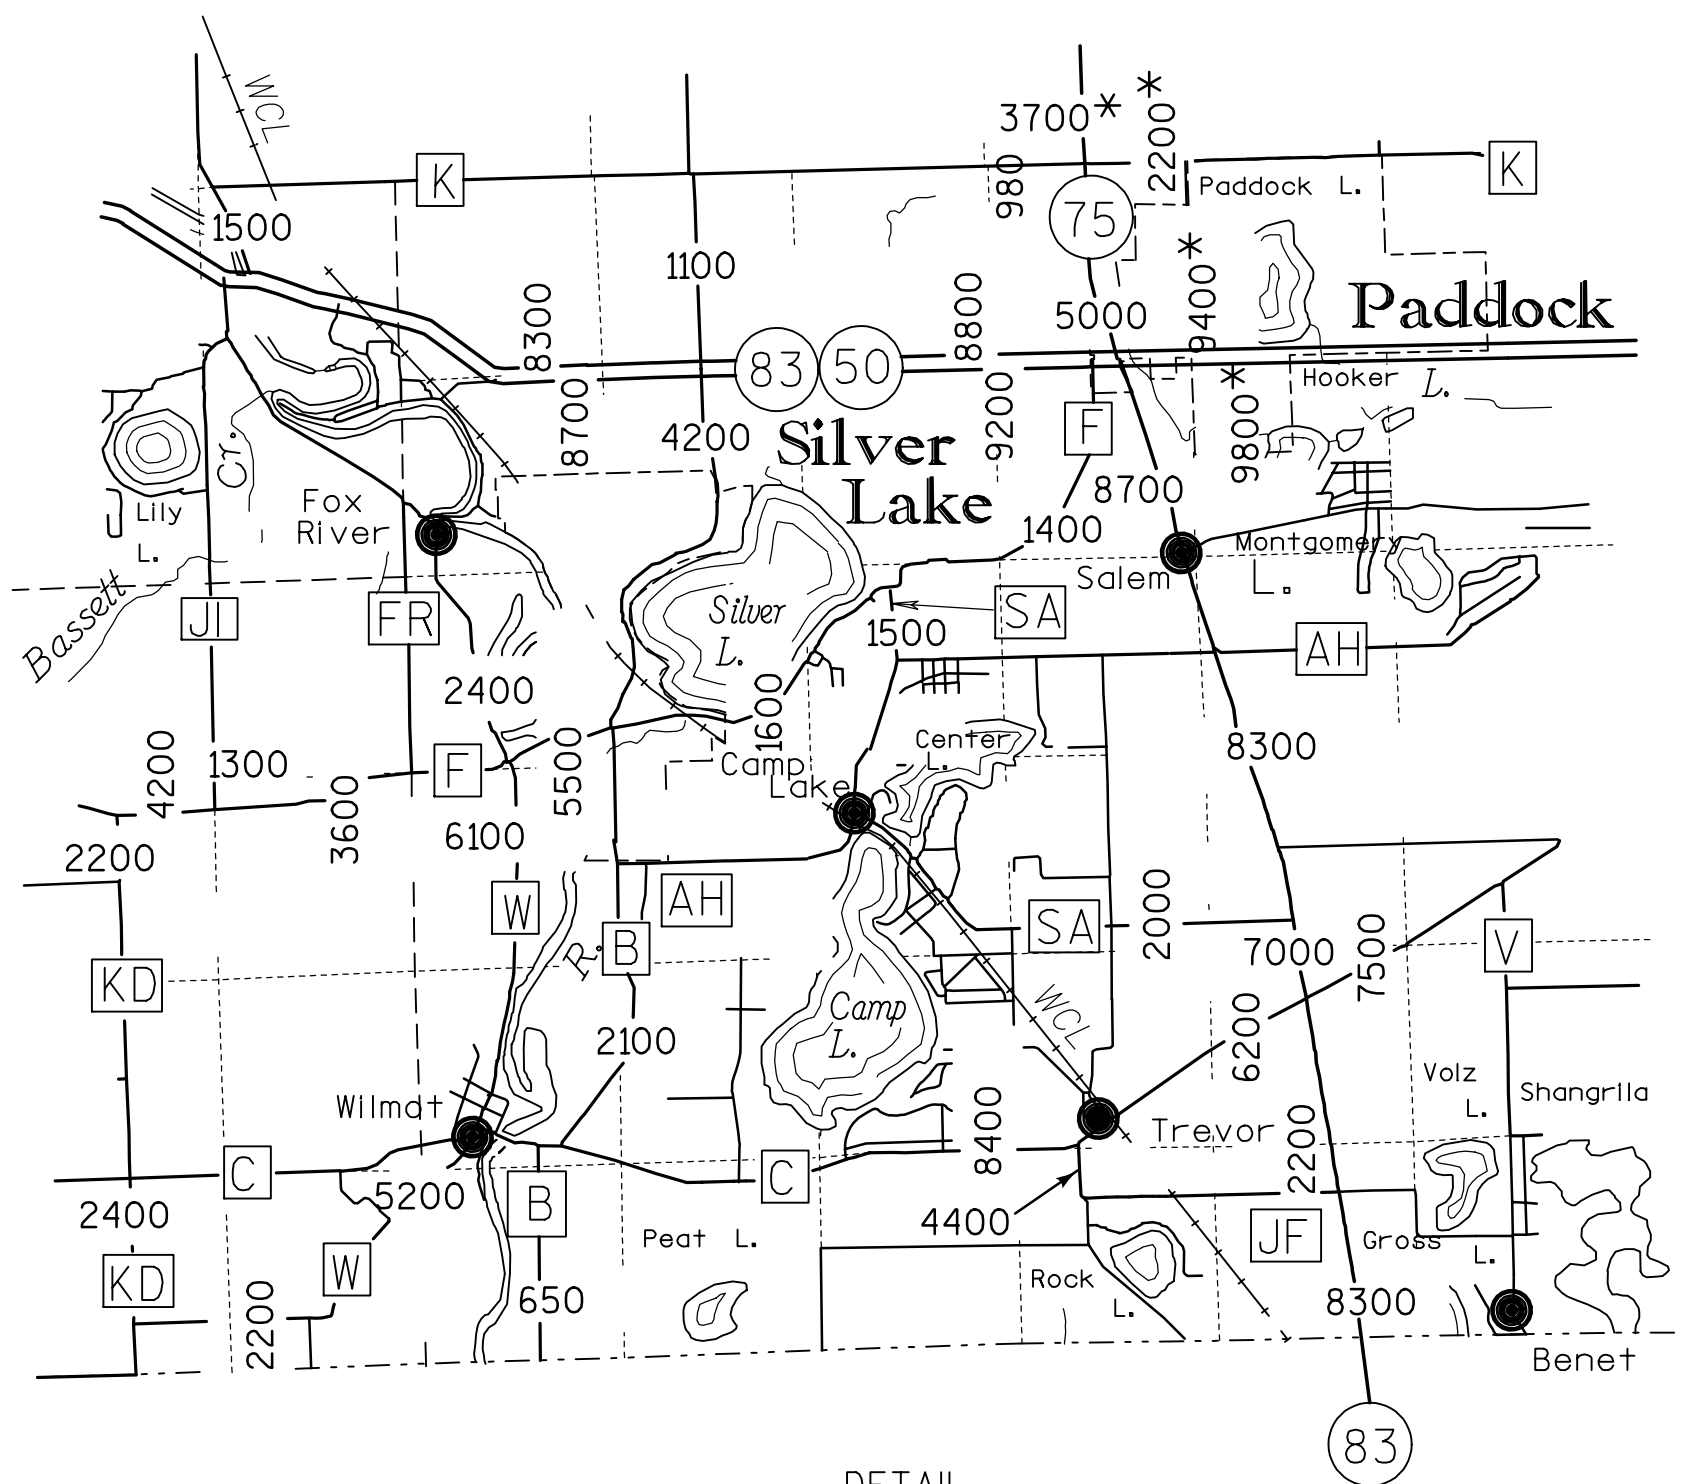 WCL
3700*
2200*
K
K
980
Paddock L.
1500
75
1100
9400*
8300
8800
5000
Paddock
83
50
Hooker
L.
8700
9200
F
9800*
4200
Silver
Lake
Cr.
8700
Fox
River
Lily
L.
1400
Montgomery
L.
Salem
Bassett
JI
FR
Silver
L.
SA
1500
AH
2400
1600
4200
1300
F
5500
Center
L.
8300
Camp
Lake
3600
6100
2200
W
AH
SA
2000
7000
7500
V
R.
B
KD
Camp
L.
WCL
2100
6200
Volz
L.
Shangrila
Wilmot
8400
Trevor
2200
C
C
5200
B
2400
4400
Peat L.
JF
Gross
L.
KD
W
Rock
L.
2200
650
8300
Benet
83
DETAIL